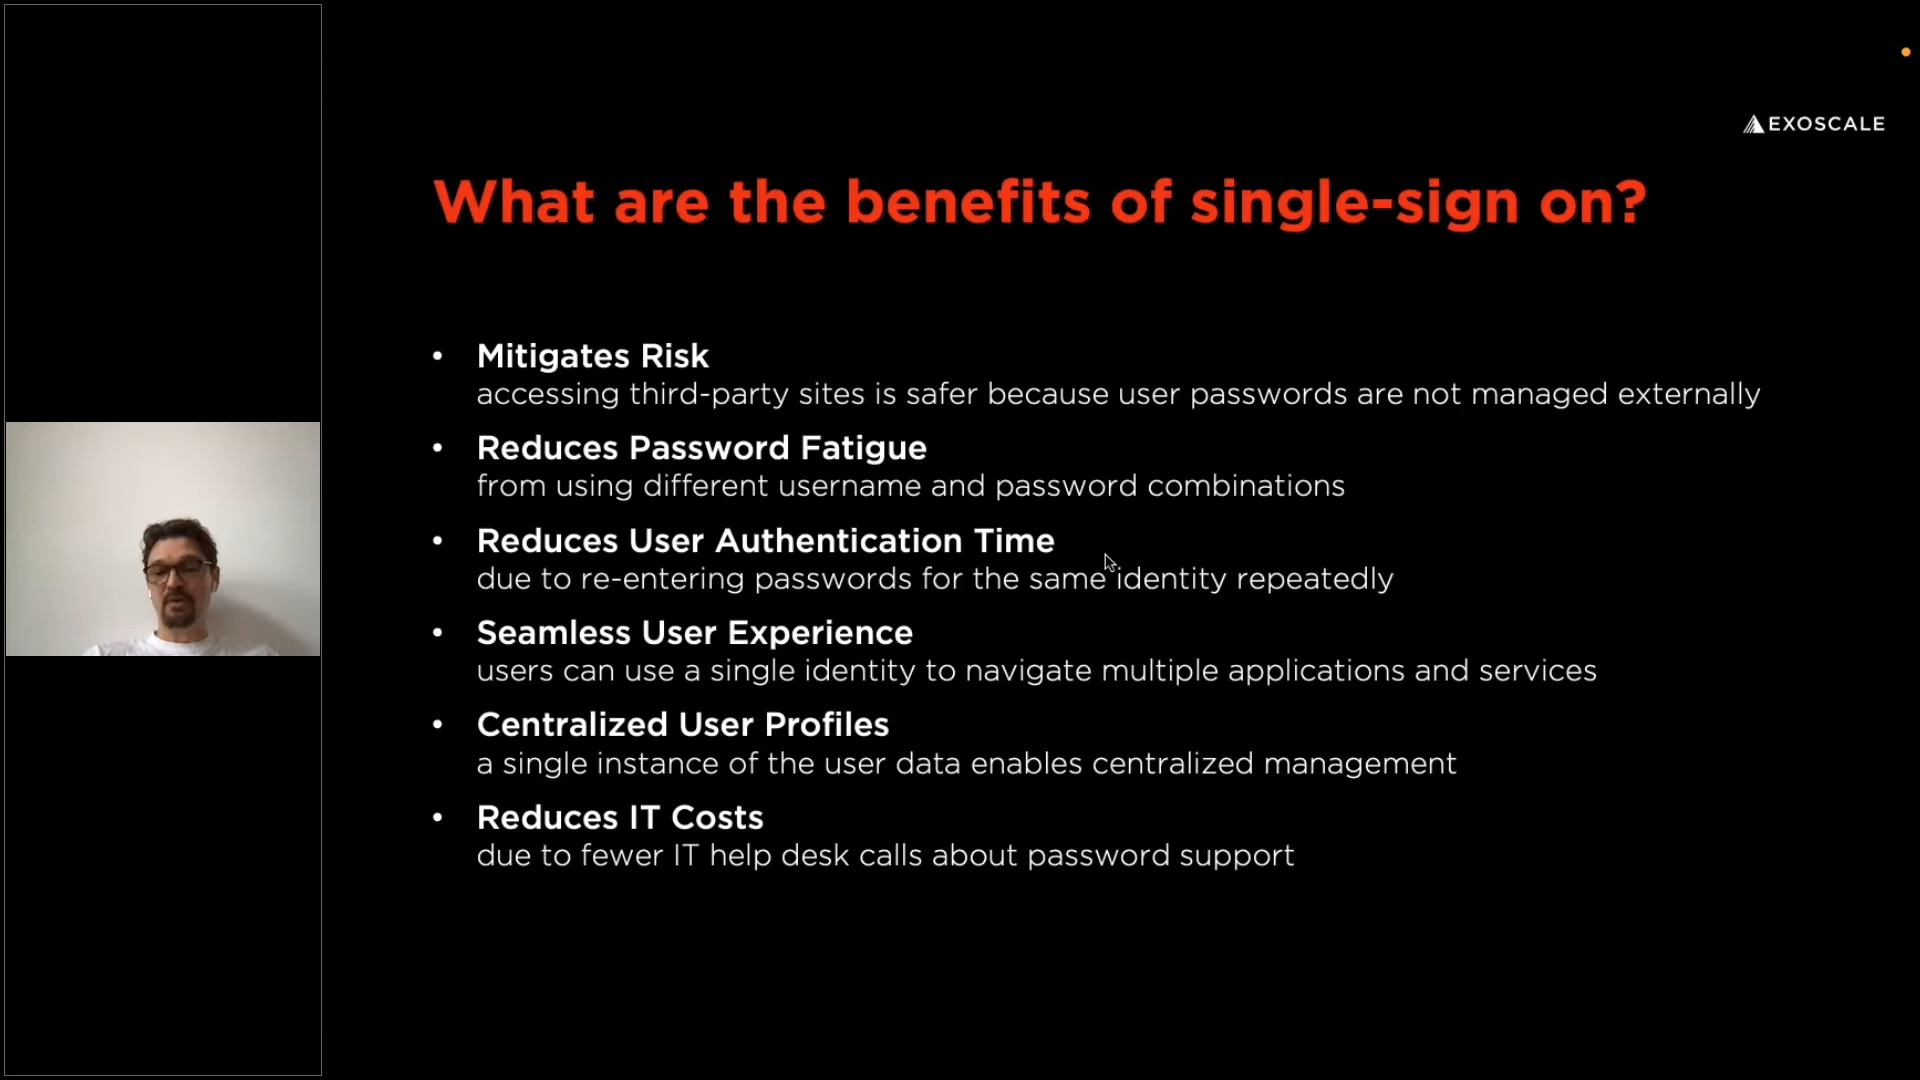 EXOSCALE
What are the benefits of single-sign on?
• Mitigates Risk
accessing third-party sites is safer because user passwords are not managed externally
• Reduces Password Fatigue
from using different username and password combinations
• Reduces User Authentication Time
due to re-entering passwords for the same identity repeatedly
• Seamless User Experience
users can use a single identity to navigate multiple applications and services
• Centralized User Profiles
a single instance of the user data enables centralized management
• Reduces IT Costs
due to fewer IT help desk calls about password support